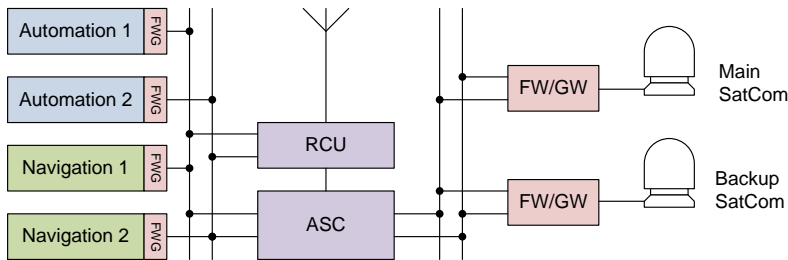 Automation 1
FWG
Automation 2
FWG
Navigation 1
FWG
Navigation 2
FWG
RCU
ASC
FW/GW
Main
SatCom
FW/GW
Backup
SatCom